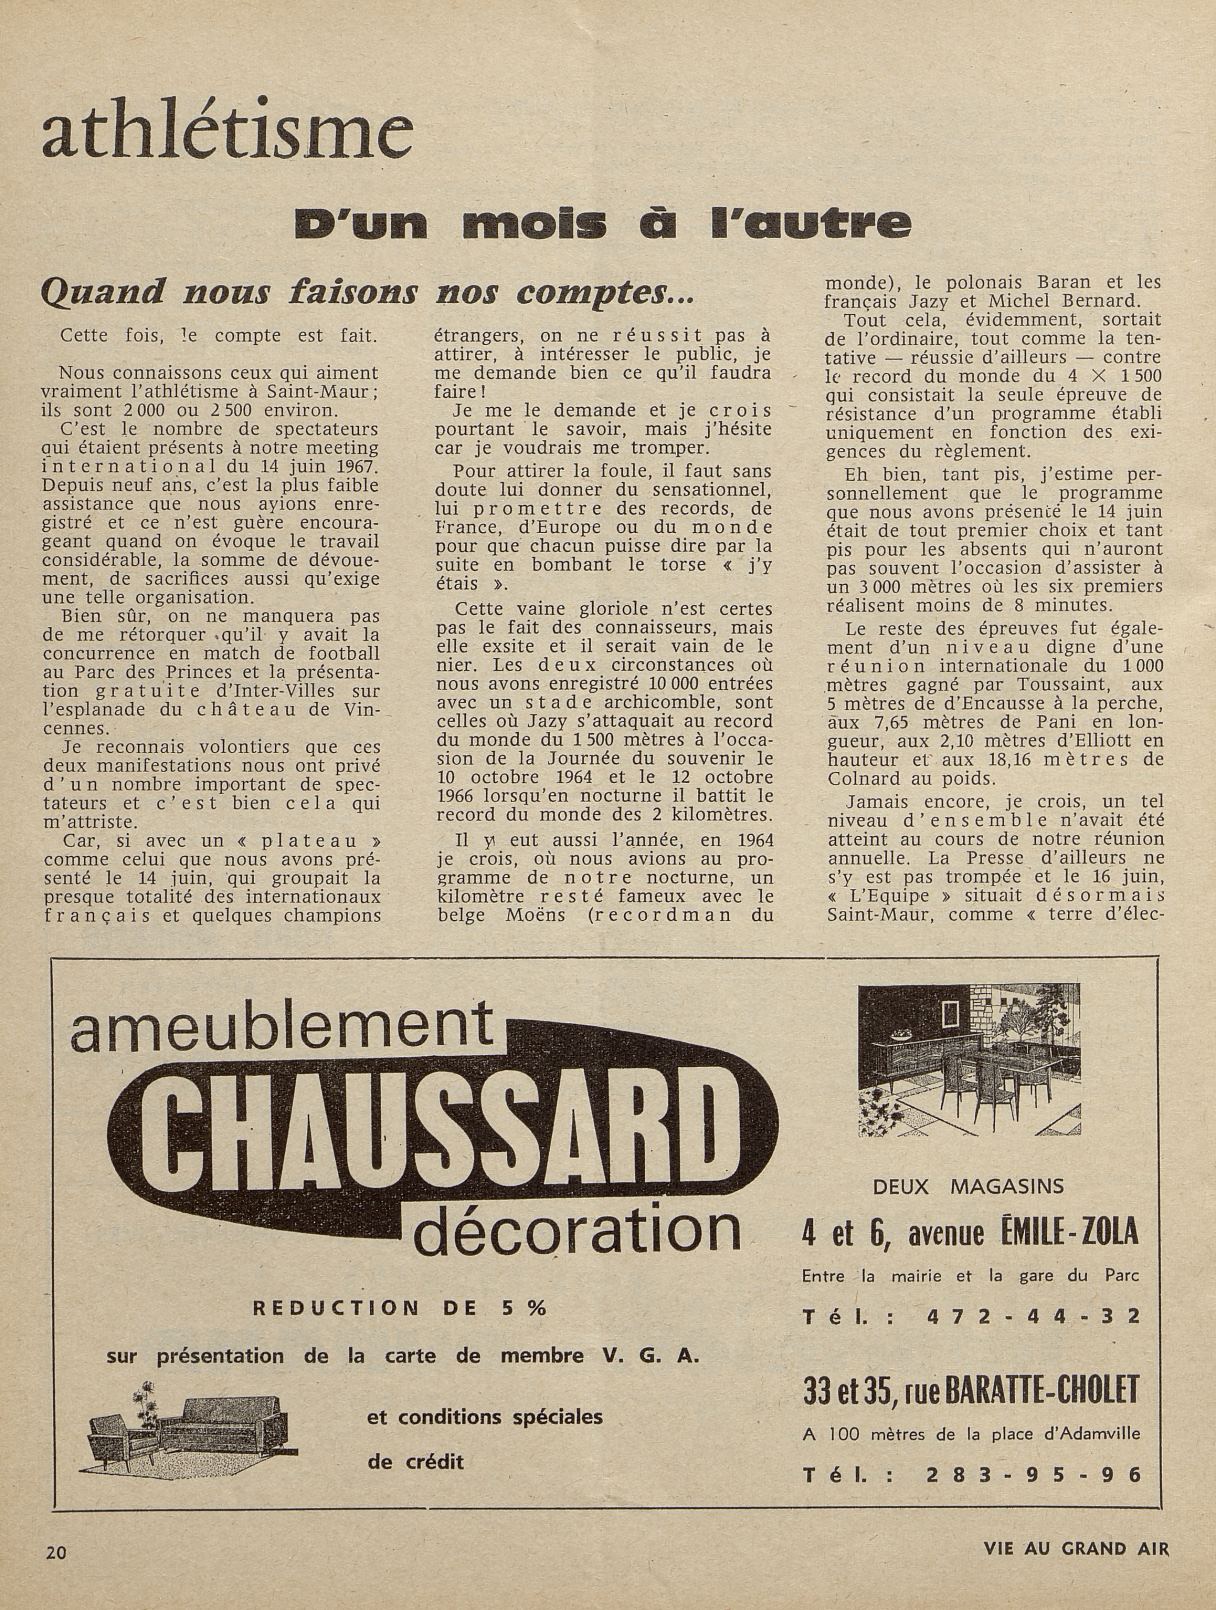 athlétisme
D'un mois à l'autre
Quand nous faisons nos comptes...
Cette fois, le compte est fait.
Nous connaissons ceux qui aiment
vraiment l'athlétisme à Saint-Maur;
ils sont 2 000 ou 2 500 environ.
C'est le nombre de spectateurs
qui étaient présents à notre meeting
international du 14 juin 1967.
Depuis neuf ans, c'est la plus faible
assistance que nous ayions enre-
gistré et ce n'est guère encoura-
geant quand on évoque le travail
considérable, la somme de dévoue-
ment, de sacrifices aussi qu'exige
une telle organisation.
Bien sûr, on ne manquera pas
de me rétorquer qu'il y avait la
concurrence en match de football
au Parc des Princes et la présenta-
tion gratuite d'Inter-Villes sur
l'esplanade du château de Vin-
cennes.
Je reconnais volontiers que ces
deux manifestations nous ont privé
d'un nombre important de spec-
tateurs et c'est bien cela qui
m'attriste.
Car, si avec un « plateau »
comme celui que nous avons pré-
senté le 14 juin, qui groupait la
presque totalité des internationaux
français et quelques champions
étrangers, on ne réussit pas à
attirer, à intéresser le public, je
me demande bien ce qu'il faudra
faire !
Je me le demande et je crois
pourtant le savoir, mais j'hésite
car je voudrais me tromper.
Pour attirer la foule, il faut sans
doute lui donner du sensationnel,
lui promettre des records, de
France, d'Europe ou du monde
pour que chacun puisse dire par la
suite en bombant le torse « j'y
étais ».
Cette vaine gloriole n'est certes
pas le fait des connaisseurs, mais
elle exsite et il serait vain de le
nier. Les deux circonstances où
nous avons enregistré 10 000 entrées
avec un stade archicomble, sont
celles où Jazy s'attaquait au record
du monde du 1 500 mètres à l'occa-
sion de la Journée du souvenir le
10 octobre 1964 et le 12 octobre
1966 lorsqu'en nocturne il battit le
record du monde des 2 kilomètres.
Il y eut aussi l'année, en 1964
je crois, où nous avions au pro-
gramme de notre nocturne, un
kilomètre resté fameux avec le
belge Moëns (recordman du
monde), le polonais Baran et les
français Jazy et Michel Bernard.
Tout cela, évidemment, sortait
de l'ordinaire, tout comme la ten-
tative — réussie d'ailleurs — contre
le record du monde du 4 × 1 500
qui consistait la seule épreuve de
résistance d'un programme établi
uniquement en fonction des exi-
gences du règlement.
Eh bien, tant pis, j'estime per-
sonnellement que le programme
que nous avons présenté le 14 juin
était de tout premier choix et tant
pis pour les absents qui n'auront
pas souvent l'occasion d'assister à
un 3 000 mètres où les six premiers
réalisent moins de 8 minutes.
Le reste des épreuves fut égale-
ment d'un niveau digne d'une
réunion internationale du 1 000
mètres gagné par Toussaint, aux
5 mètres de d'Encausse à la perche,
aux 7,65 mètres de Pani en lon-
gueur, aux 2,10 mètres d'Elliott en
hauteur et aux 18,16 mètres de
Colnard au poids.
Jamais encore, je crois, un tel
niveau d'ensemble n'avait été
atteint au cours de notre réunion
annuelle. La Presse d'ailleurs ne
s'y est pas trompée et le 16 juin,
« L'Equipe » situait désormais
Saint-Maur, comme « terre d'élec-
ameublement
CHAUSSARD
décoration
REDUCTION DE 5 %
sur présentation de la carte de membre V. G. A.
et conditions spéciales
de crédit
DEUX MAGASINS
4 et 6, avenue ÉMILE-ZOLA
Entre la mairie et la gare du Parc
Tél. : 472-44-32
33 et 35, rue BARATTE-CHOLET
A 100 mètres de la place d'Adamville
Tél. : 283-95-96
20
VIE AU GRAND AIR